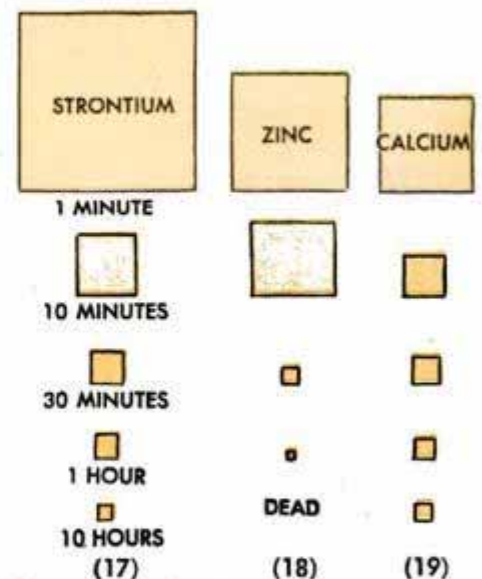 STRONTIUM
ZINC
CALCIUM
1 MINUTE
10 MINUTES
30 MINUTES
1 HOUR
DEAD
10 HOURS
(17) (18) (19)